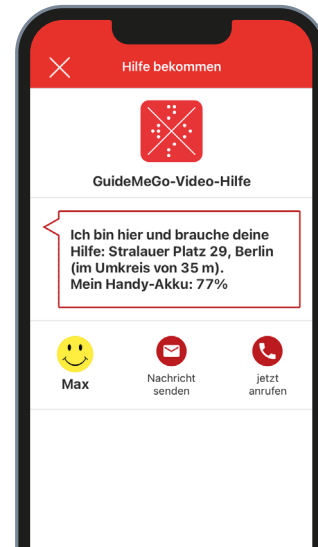 Hilfe bekommen
GuideMeGo-Video-Hilfe
Ich bin hier und brauche deine
Hilfe: Stralauer Platz 29, Berlin
(im Umkreis von 35 m).
Mein Handy-Akku: 77%
Max
Nachricht
senden
jetzt
anrufen